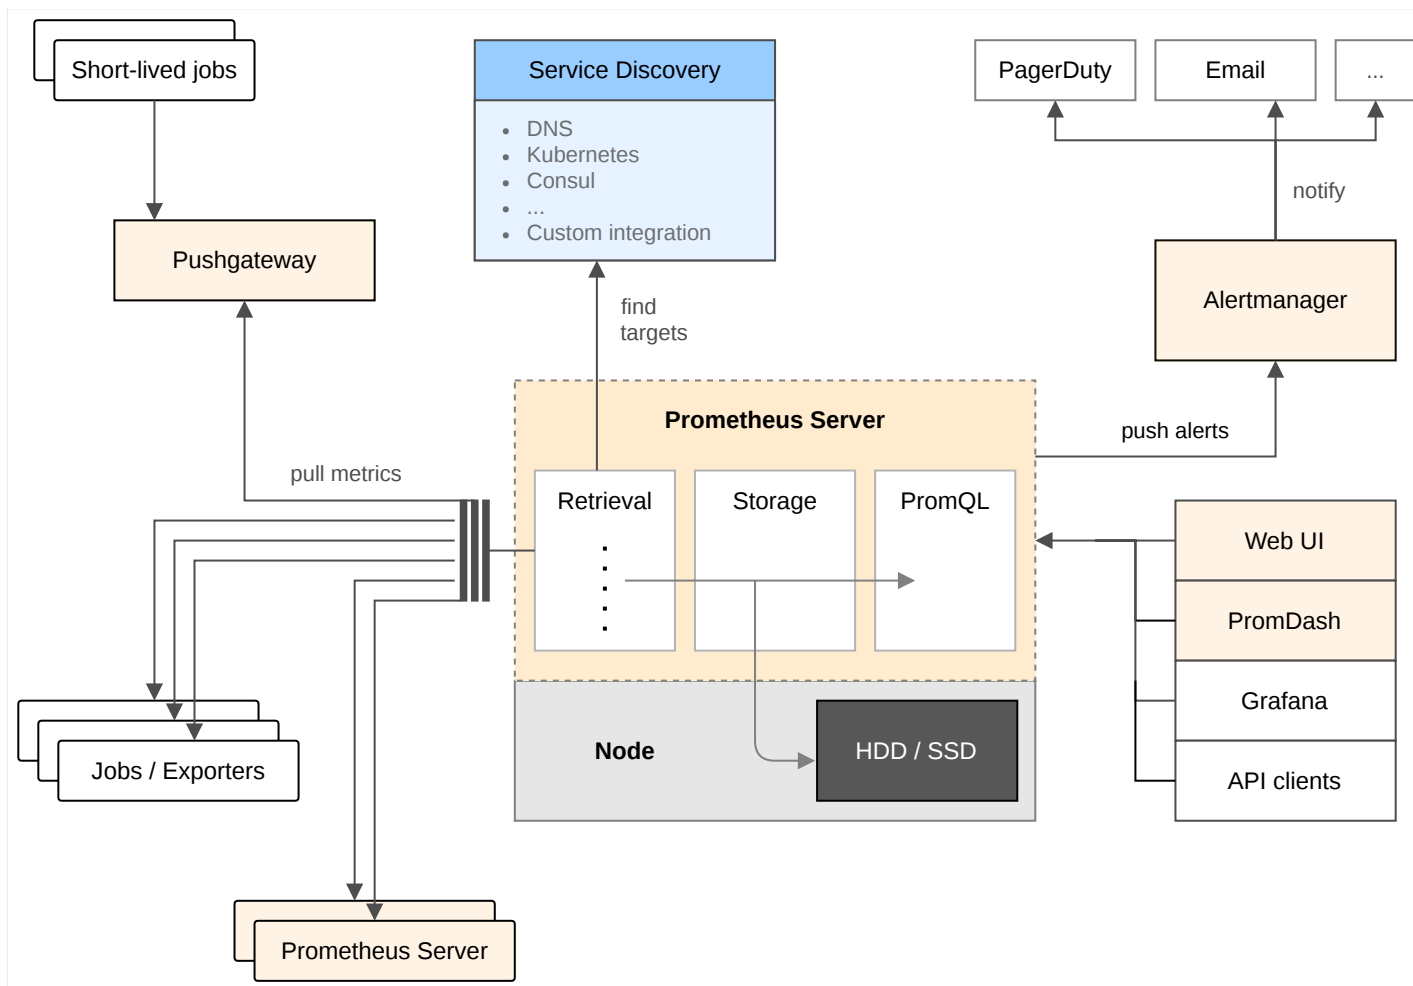 Short-lived jobs
Service Discovery
PagerDuty
Email
...
DNS
Kubernetes
Consul
...
Custom integration
notify
Pushgateway
Alertmanager
find
targets
Prometheus Server
push alerts
pull metrics
Retrieval
Storage
PromQL
Web UI
PromDash
Grafana
API clients
Node
HDD / SSD
Jobs / Exporters
Prometheus Server